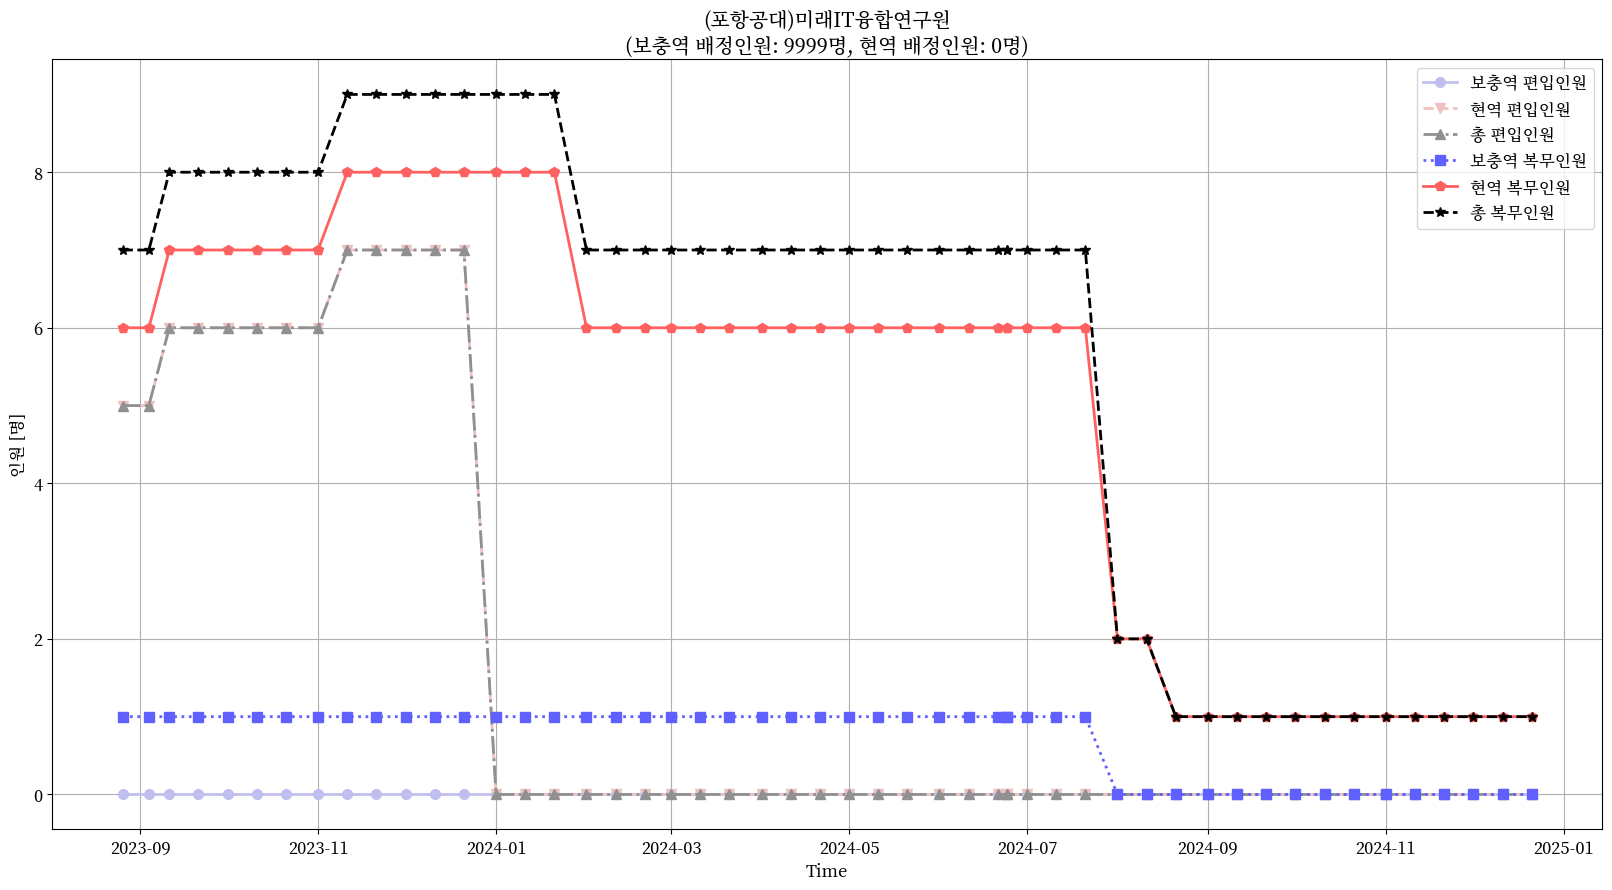 (포항공대)미래IT융합연구원
(보충역 배정인원: 9999명, 현역 배정인원: 0명)
보충역 편입인원
현역 편입인원
총 편입인원
보충역 복무인원
현역 복무인원
총 복무인원
인원 [명]
8
6
4
2
0
2023-09
2023-11
2024-01
2024-03
2024-05
2024-07
2024-09
2024-11
2025-01
Time